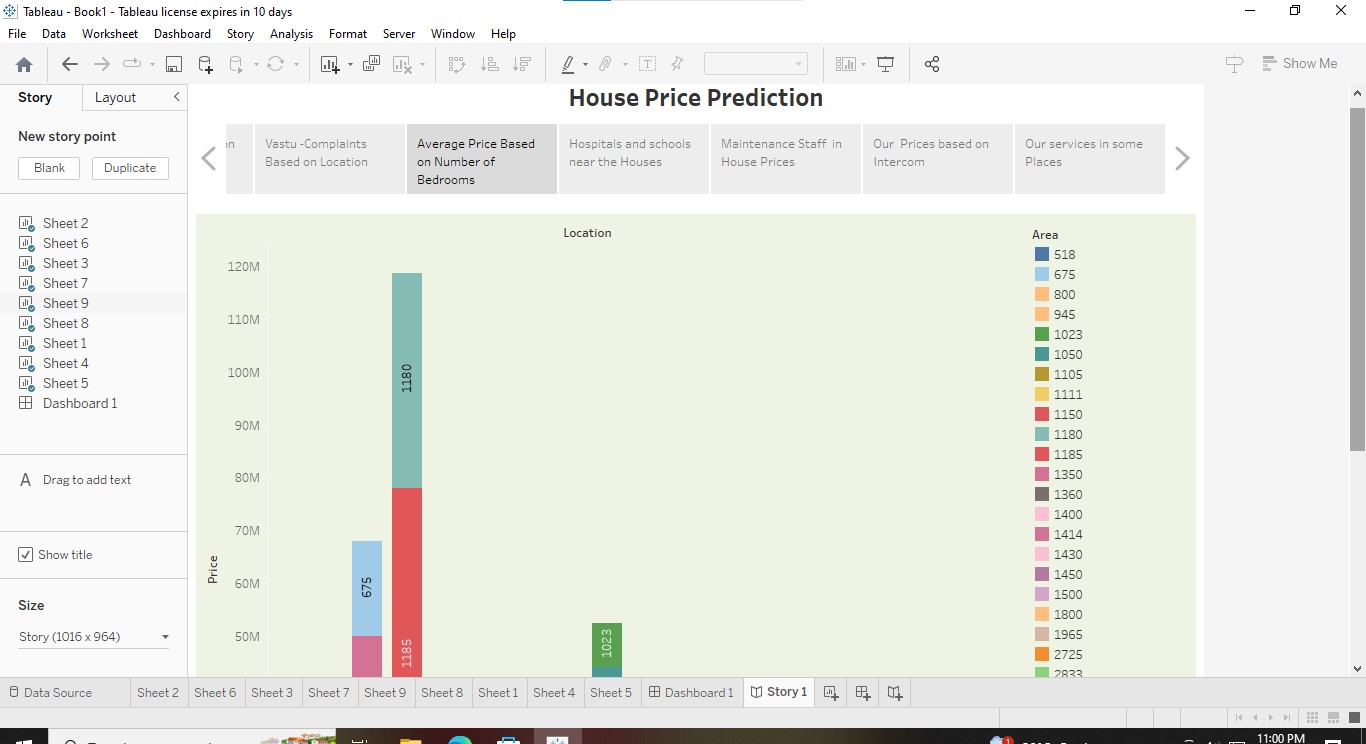 Tableau - Book1 - Tableau license expires in 10 days
File Data Worksheet Dashboard Story Analysis Format Server Window Help
Show Me
Story Layout
New story point
Blank Duplicate
Sheet 2
Sheet 6
Sheet 3
Sheet 7
Sheet 9
Sheet 8
Sheet 1
Sheet 4
Sheet 5
Dashboard 1
A Drag to add text
Show title
Size
Story (1016 x 964)
House Price Prediction
Vastu -Complaints
Based on Location
Average Price Based
on Number of
Bedrooms
Hospitals and schools
near the Houses
Maintenance Staff in
House Prices
Our Prices based on
Intercom
Our services in some
Places
Location
Price
120M
110M
100M
90M
80M
70M
60M
50M
675
1180
1185
1023
Area
518
675
800
945
1023
1050
1105
1111
1150
1180
1185
1350
1360
1400
1414
1430
1450
1500
1800
1965
2725
2833
Data Source Sheet 2 Sheet 6 Sheet 3 Sheet 7 Sheet 9 Sheet 8 Sheet 1 Sheet 4 Sheet 5 Dashboard 1 Story 1
11:00 PM